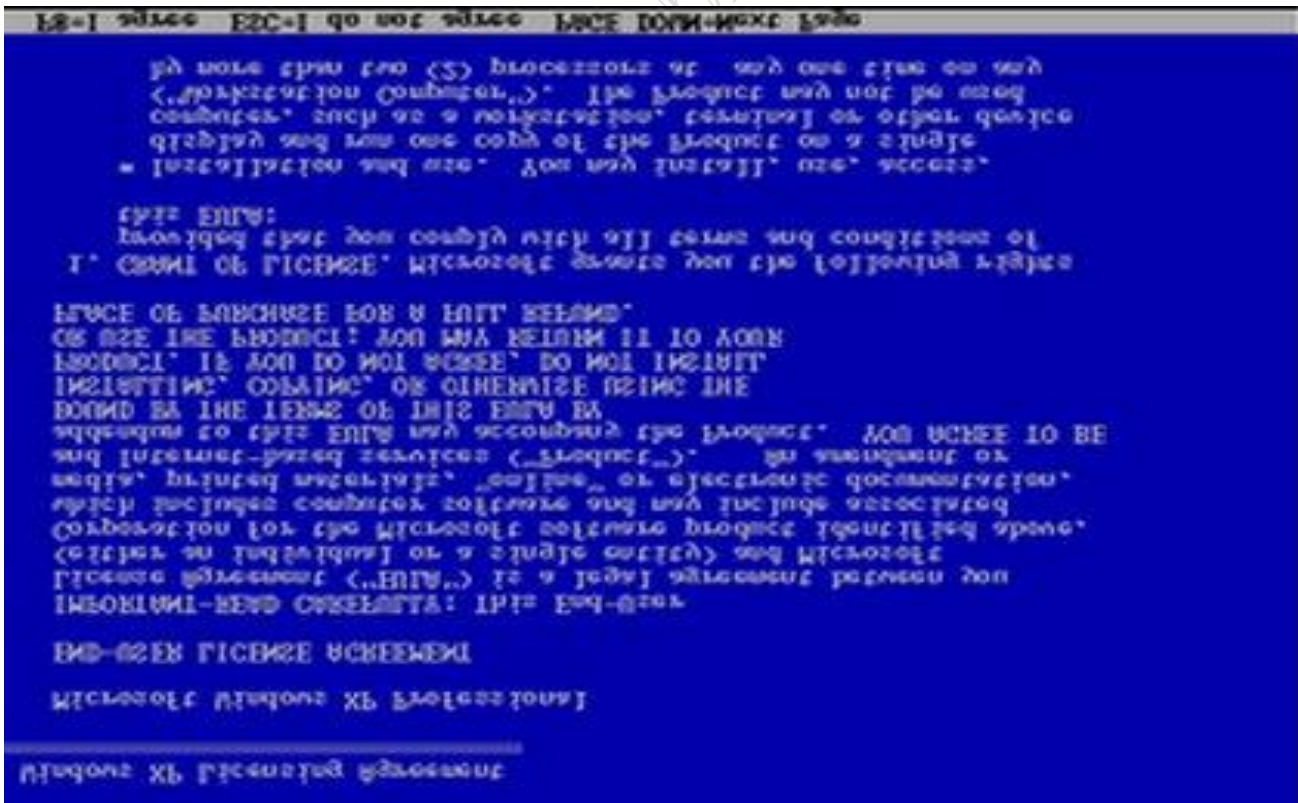 Windows XP Licensing Agreement
Microsoft Windows XP Professional
END-USER LICENSE AGREEMENT
IMPORTANT-READ CAREFULLY: This End-User
License Agreement ("EULA") is a legal agreement between you
(either an individual or a single entity) and Microsoft
Corporation for the Microsoft software product identified above,
which includes computer software and may include associated
media, printed materials, "online" or electronic documentation,
and Internet-based services ("Product"). An amendment or
addendum to this EULA may accompany the Product. YOU AGREE TO BE
BOUND BY THE TERMS OF THIS EULA BY
INSTALLING, COPYING, OR OTHERWISE USING THE
PRODUCT. IF YOU DO NOT AGREE, DO NOT INSTALL
OR USE THE PRODUCT; YOU MAY RETURN IT TO YOUR
PLACE OF PURCHASE FOR A FULL REFUND.
1. GRANT OF LICENSE. Microsoft grants you the following rights
provided that you comply with all terms and conditions of
this EULA:
* Installation and use. You may install, use, access,
display and run one copy of the Product on a single
computer, such as a workstation, terminal or other device
("Workstation Computer"). The Product may not be used
by more than two (2) processors at any one time on any
F8=I agree ESC=I do not agree PAGE DOWN=Next Page